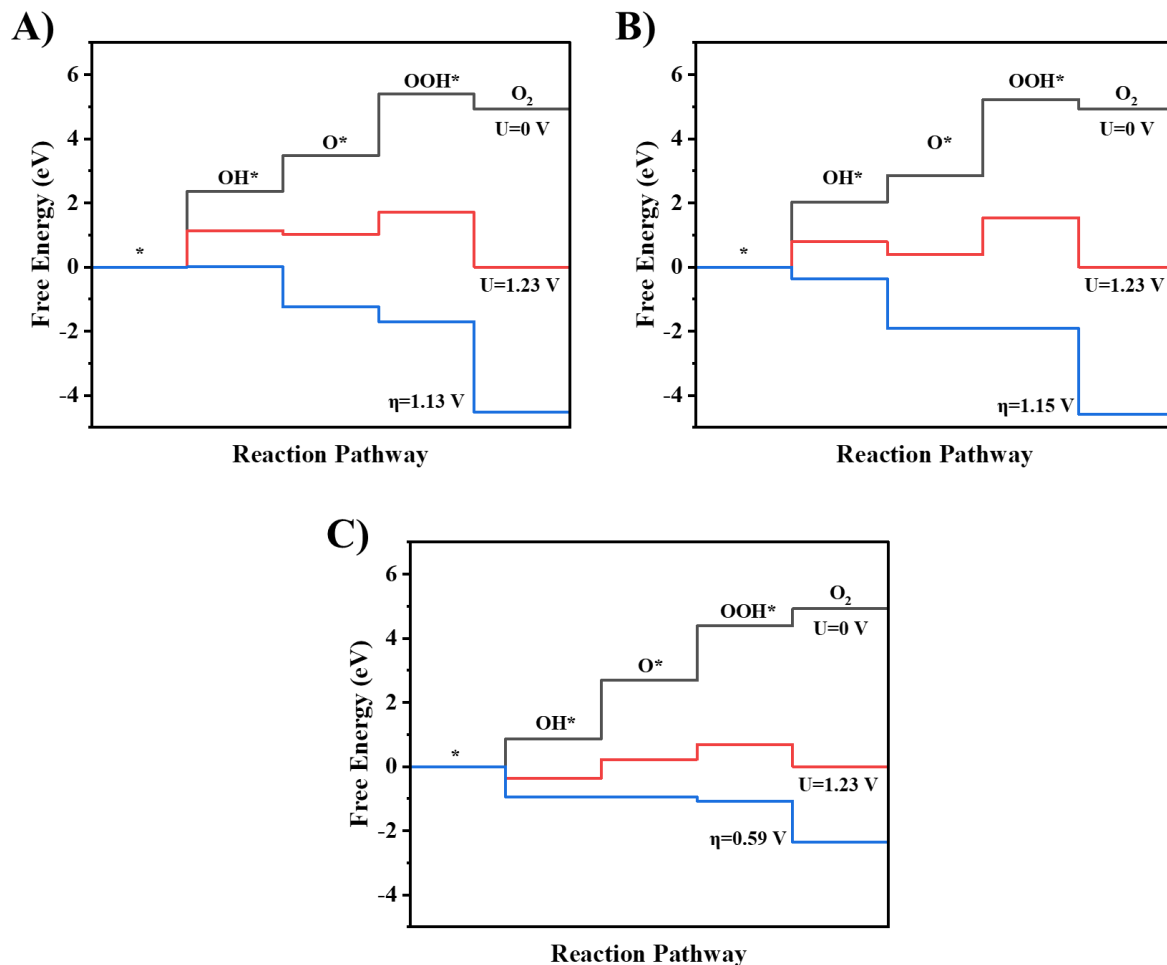 A)
Free Energy (eV)
6
4
2
0
-2
-4
*
OH*
O*
OOH*
O₂
U=0 V
U=1.23 V
η=1.13 V
Reaction Pathway
B)
Free Energy (eV)
6
4
2
0
-2
-4
*
OH*
O*
OOH*
O₂
U=0 V
U=1.23 V
η=1.15 V
Reaction Pathway
C)
Free Energy (eV)
6
4
2
0
-2
-4
*
OH*
O*
OOH*
O₂
U=0 V
U=1.23 V
η=0.59 V
Reaction Pathway